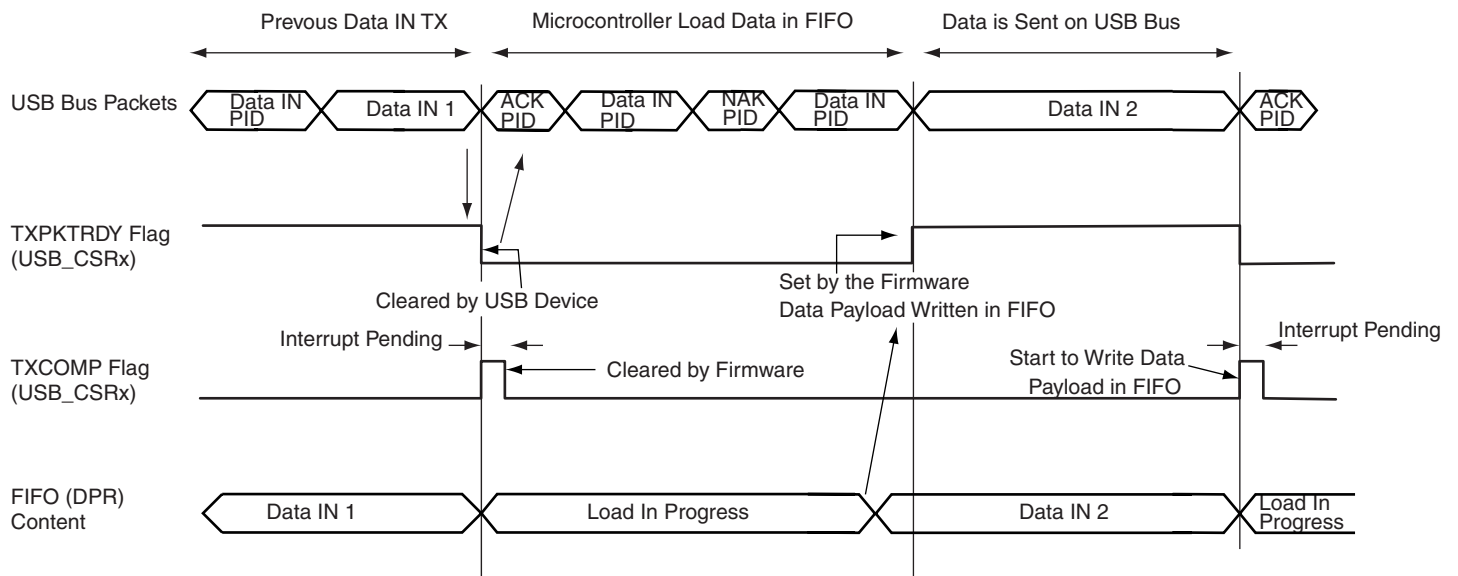 Prevous Data IN TX
Microcontroller Load Data in FIFO
Data is Sent on USB Bus
USB Bus Packets
Data IN
PID
Data IN 1
ACK
PID
Data IN
PID
NAK
PID
Data IN
PID
Data IN 2
ACK
PID
TXPKTRDY Flag
(USB_CSRx)
Cleared by USB Device
Set by the Firmware
Data Payload Written in FIFO
Interrupt Pending
Interrupt Pending
TXCOMP Flag
(USB_CSRx)
Cleared by Firmware
Start to Write Data
Payload in FIFO
FIFO (DPR)
Content
Data IN 1
Load In Progress
Data IN 2
Load In
Progress